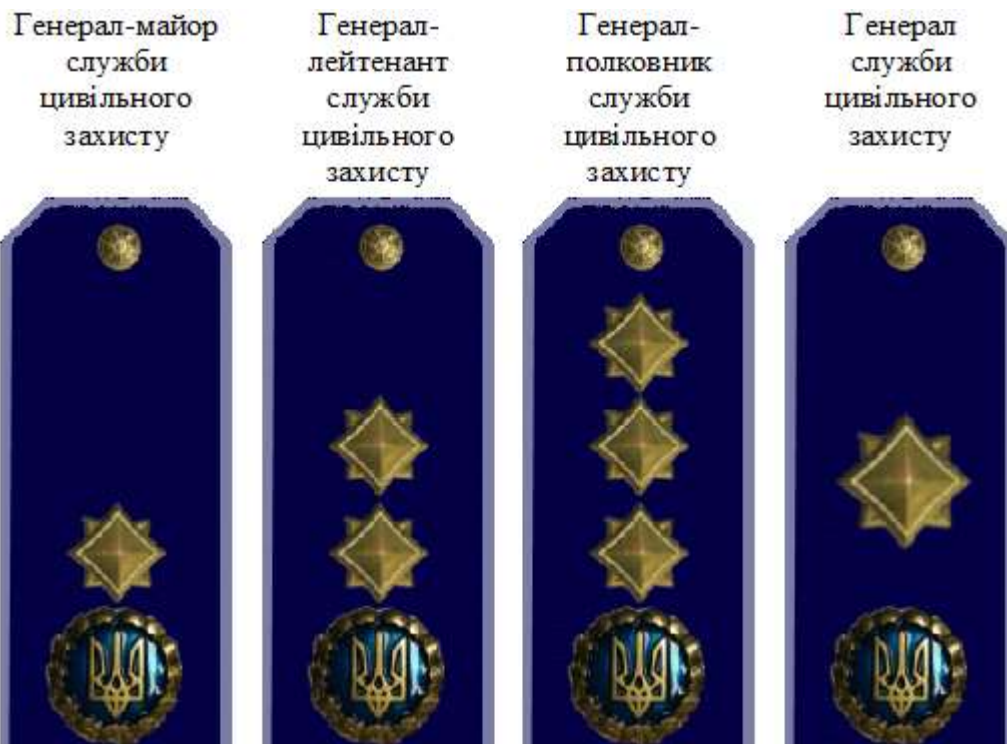 Генерал-майор
служби
цивільного
захисту
Генерал-
лейтенант
служби
цивільного
захисту
Генерал-
полковник
служби
цивільного
захисту
Генерал
служби
цивільного
захисту